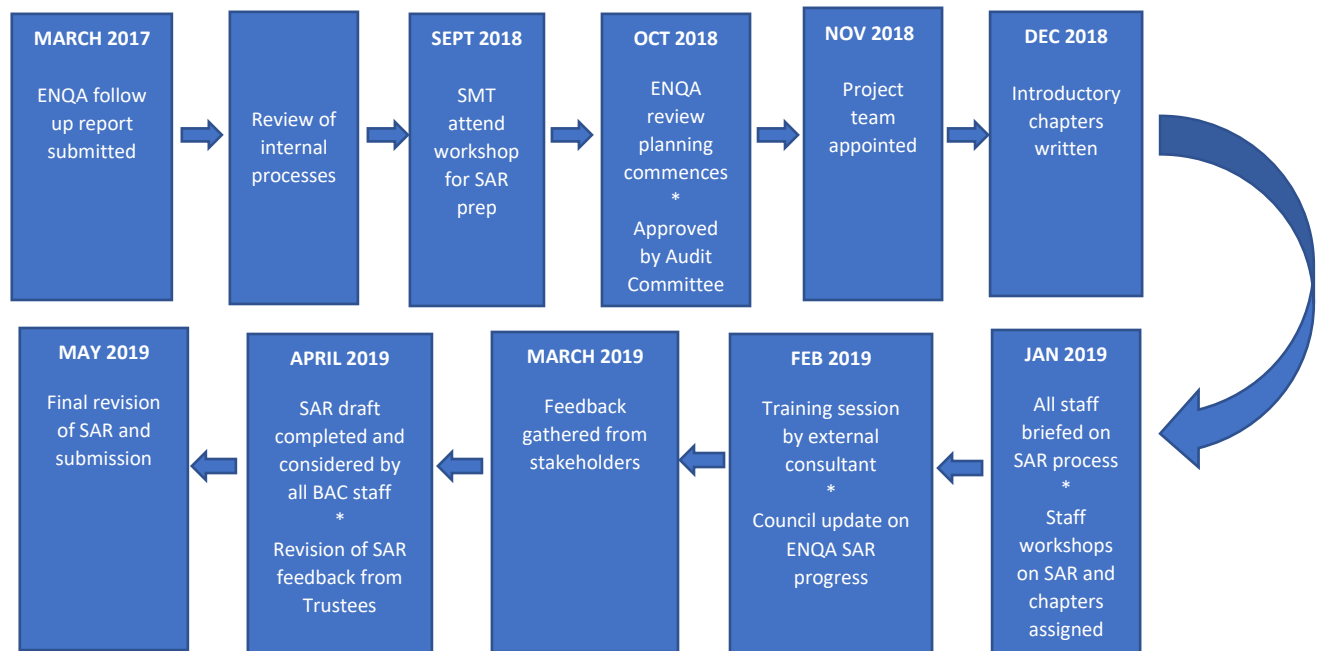 MARCH 2017
ENQA follow
up report
submitted
Review of
internal
processes
SEPT 2018
SMT
attend
workshop
for SAR
prep
OCT 2018
ENQA
review
planning
commences
*
Approved
by Audit
Committee
NOV 2018
Project
team
appointed
DEC 2018
Introductory
chapters
written
JAN 2019
All staff
briefed on
SAR process
*
Staff
workshops
on SAR and
chapters
assigned
FEB 2019
Training session
by external
consultant
*
Council update on
ENQA SAR
progress
MARCH 2019
Feedback
gathered from
stakeholders
APRIL 2019
SAR draft
completed and
considered by
all BAC staff
*
Revision of SAR
feedback from
Trustees
MAY 2019
Final revision
of SAR and
submission